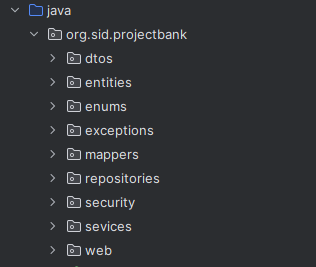 java
org.sid.projectbank
dtos
entities
enums
exceptions
mappers
repositories
security
sevices
web